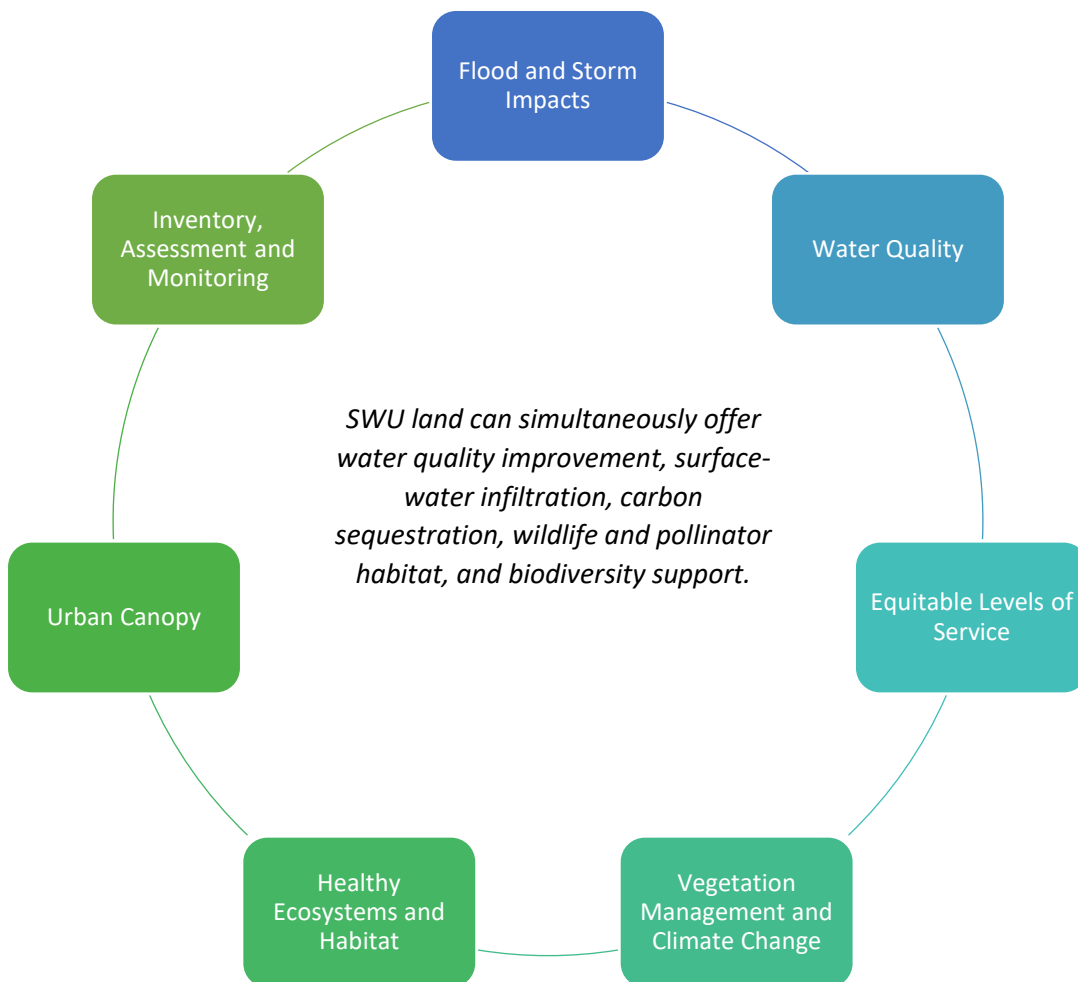 Flood and Storm
Impacts
Water Quality
Equitable Levels of
Service
Vegetation
Management and
Climate Change
Healthy
Ecosystems and
Habitat
Urban Canopy
Inventory,
Assessment and
Monitoring
SWU land can simultaneously offer
water quality improvement, surface-
water infiltration, carbon
sequestration, wildlife and pollinator
habitat, and biodiversity support.